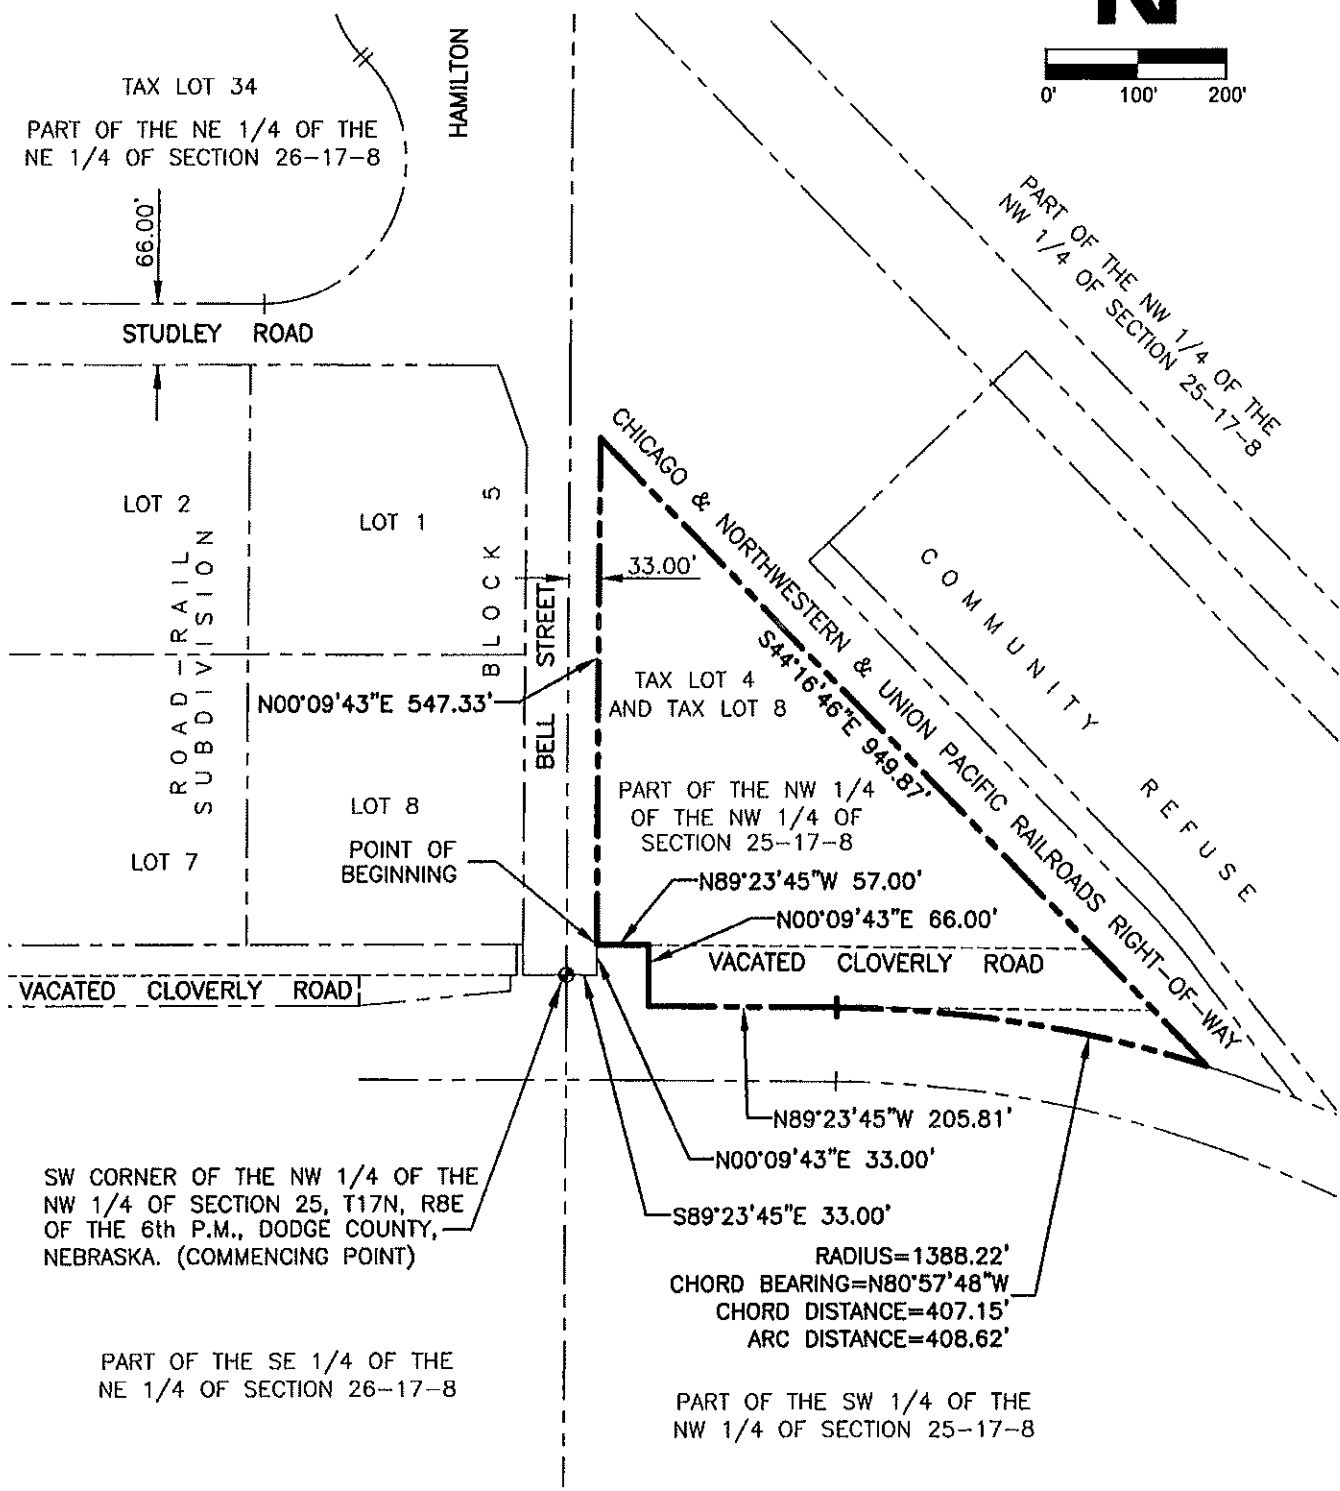 N
0' 100' 200'
HAMILTON
TAX LOT 34
PART OF THE NE 1/4 OF THE
NE 1/4 OF SECTION 26-17-8
66.00'
STUDLEY ROAD
PART OF THE NW 1/4 OF THE
NW 1/4 OF SECTION 25-17-8
LOT 2
LOT 1
BLOCK 5
ROAD-RAIL
SUBDIVISION
CHICAGO & NORTHWESTERN & UNION PACIFIC RAILROADS RIGHT-OF-WAY
S44°16'46"E 949.87'
COMMUNITY REFUSE
33.00'
BELL STREET
N00°09'43"E 547.33'
TAX LOT 4
AND TAX LOT 8
PART OF THE NW 1/4
OF THE NW 1/4 OF
SECTION 25-17-8
LOT 8
LOT 7
POINT OF
BEGINNING
N89°23'45"W 57.00'
N00°09'43"E 66.00'
VACATED CLOVERLY ROAD
VACATED CLOVERLY ROAD
N89°23'45"W 205.81'
N00°09'43"E 33.00'
S89°23'45"E 33.00'
SW CORNER OF THE NW 1/4 OF THE
NW 1/4 OF SECTION 25, T17N, R8E
OF THE 6th P.M., DODGE COUNTY,
NEBRASKA. (COMMENCING POINT)
RADIUS=1388.22'
CHORD BEARING=N80°57'48"W
CHORD DISTANCE=407.15'
ARC DISTANCE=408.62'
PART OF THE SE 1/4 OF THE
NE 1/4 OF SECTION 26-17-8
PART OF THE SW 1/4 OF THE
NW 1/4 OF SECTION 25-17-8